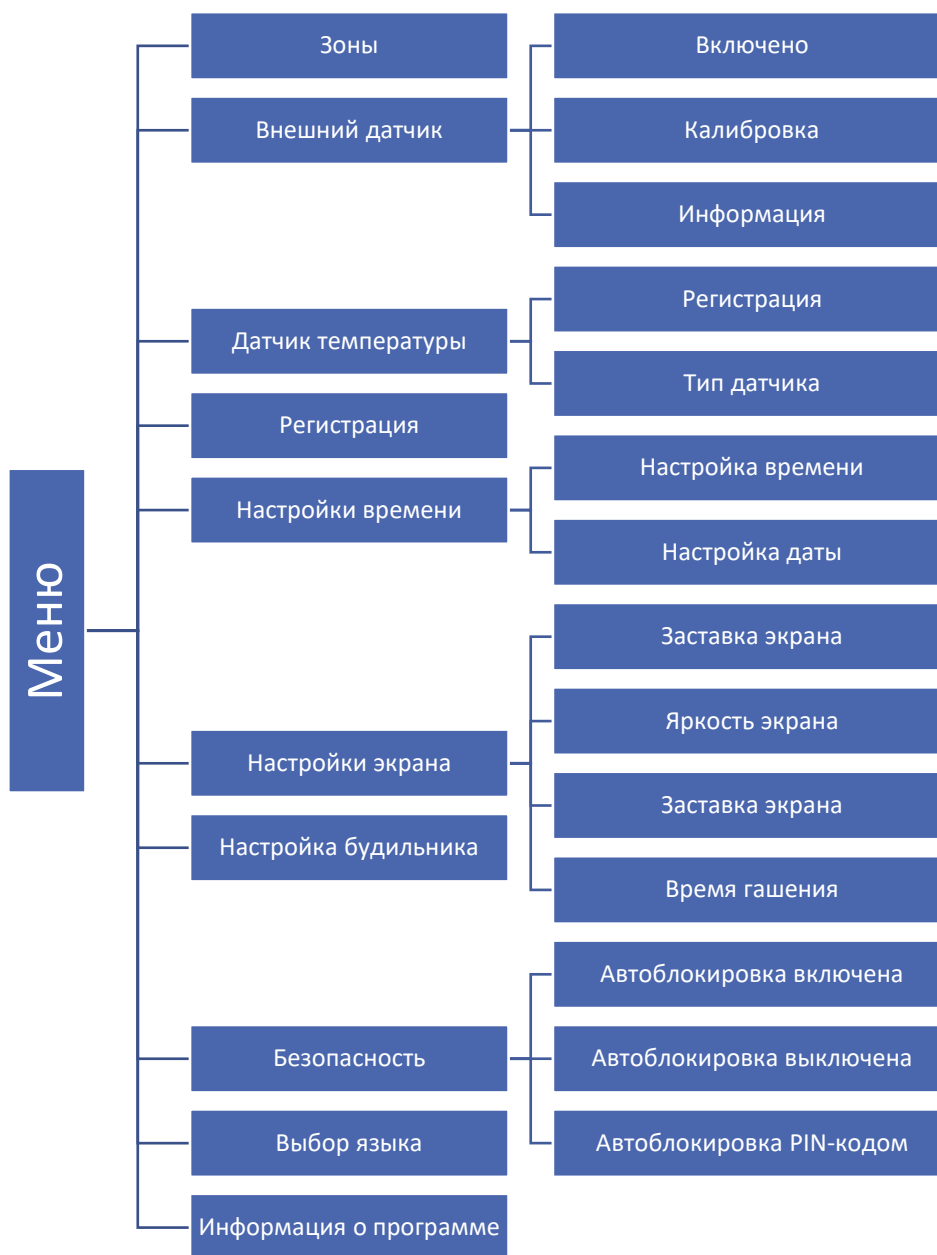 Меню
Зоны
Внешний датчик
Включено
Калибровка
Информация
Датчик температуры
Регистрация
Тип датчика
Регистрация
Настройки времени
Настройка времени
Настройка даты
Настройки экрана
Заставка экрана
Яркость экрана
Заставка экрана
Время гашения
Настройка будильника
Безопасность
Автоблокировка включена
Автоблокировка выключена
Автоблокировка PIN-кодом
Выбор языка
Информация о программе